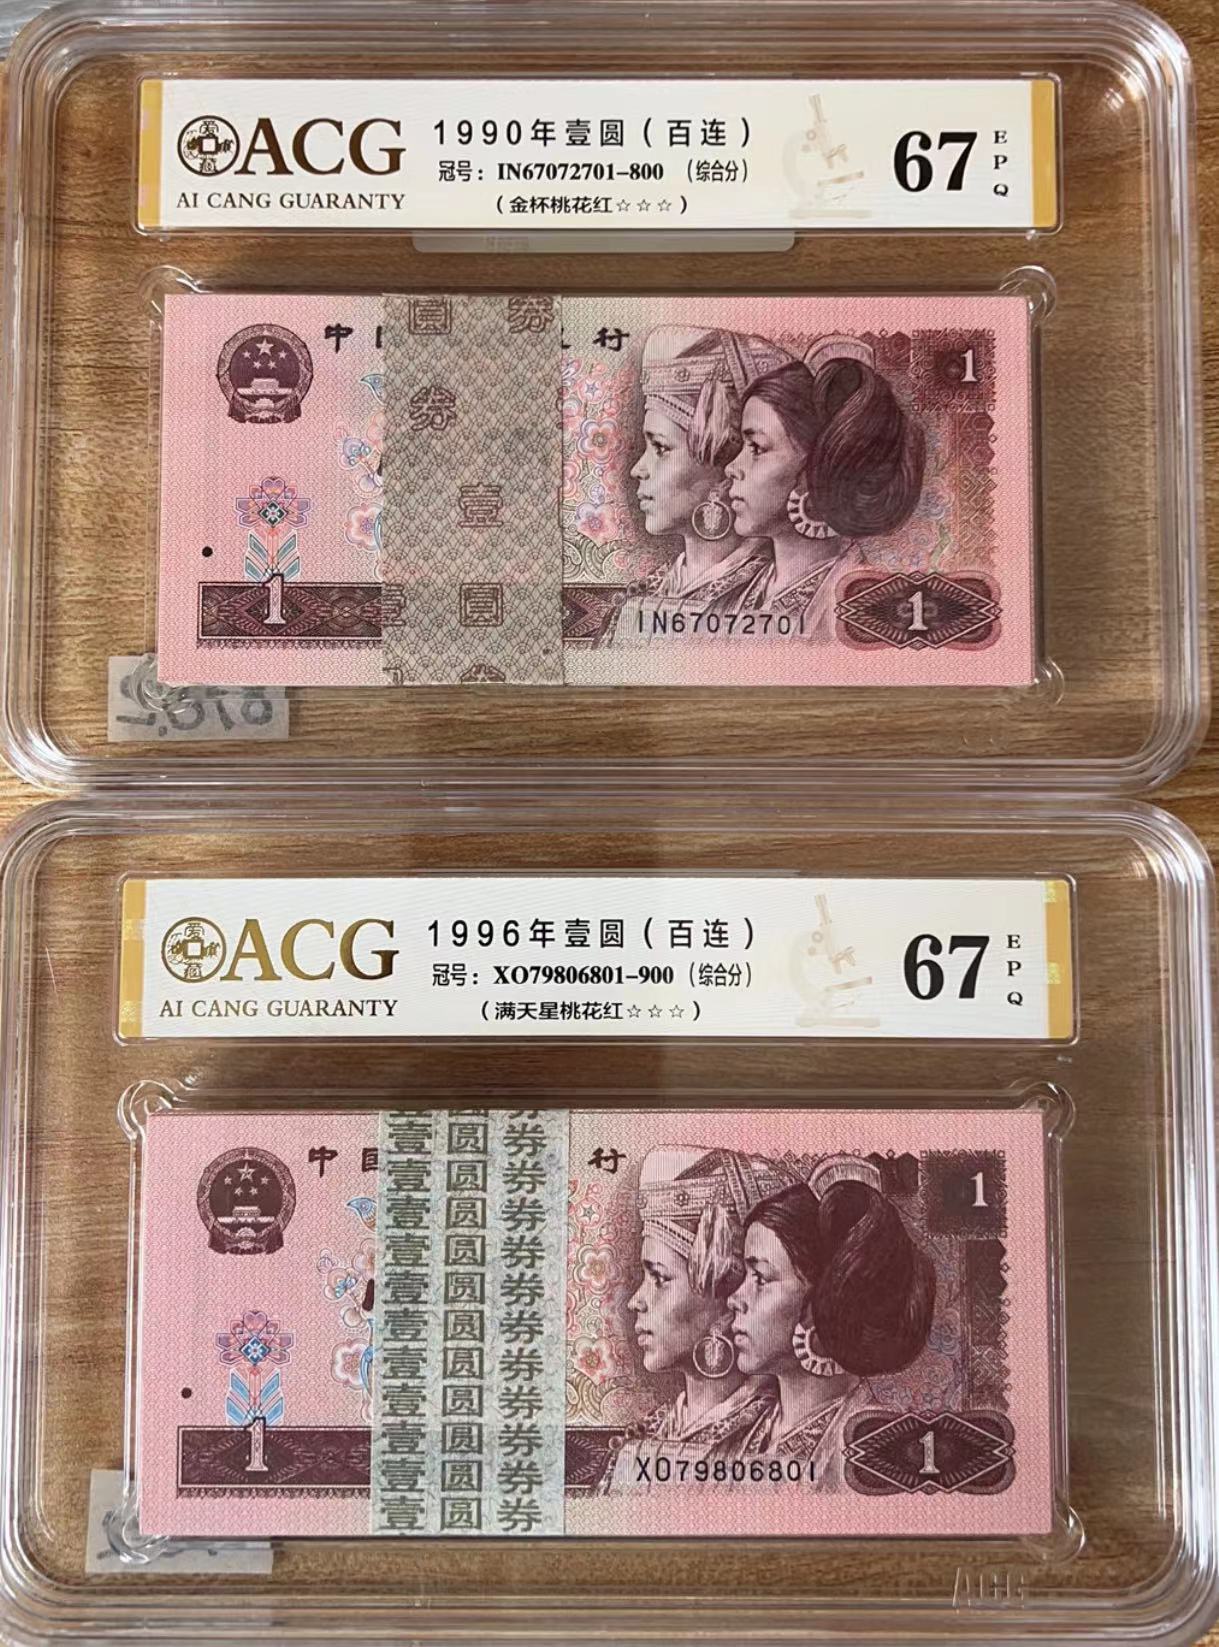 ACG
AI CANG GUARANTY
1990年壹圆（百连）
冠号：IN67072701-800 （综合分）
（金杯桃花红☆☆☆）
67
EPQ
中
行
圆 券
券
壹
圆
1
1
1
IN67072701
ACG
AI CANG GUARANTY
1996年壹圆（百连）
冠号：XO79806801-900（综合分）
（满天星桃花红☆☆☆）
67
EPQ
中国
行
壹 圆 券
壹 圆 券
壹 圆 券
壹 圆 券
壹 圆 券
壹 圆 券
壹 圆 券
壹 圆 券
壹 圆 券
壹 圆 券
壹 圆 券
1
1
1
XO79806801
ACG